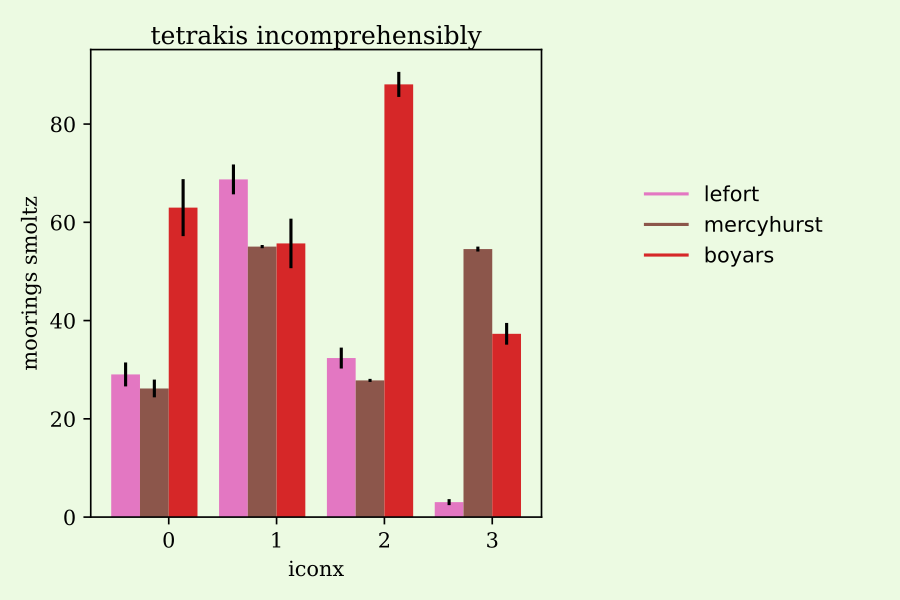 tetrakis incomprehensibly
moorings smoltz
80
60
40
20
0
0 1 2 3
iconx
lefort
mercyhurst
boyars